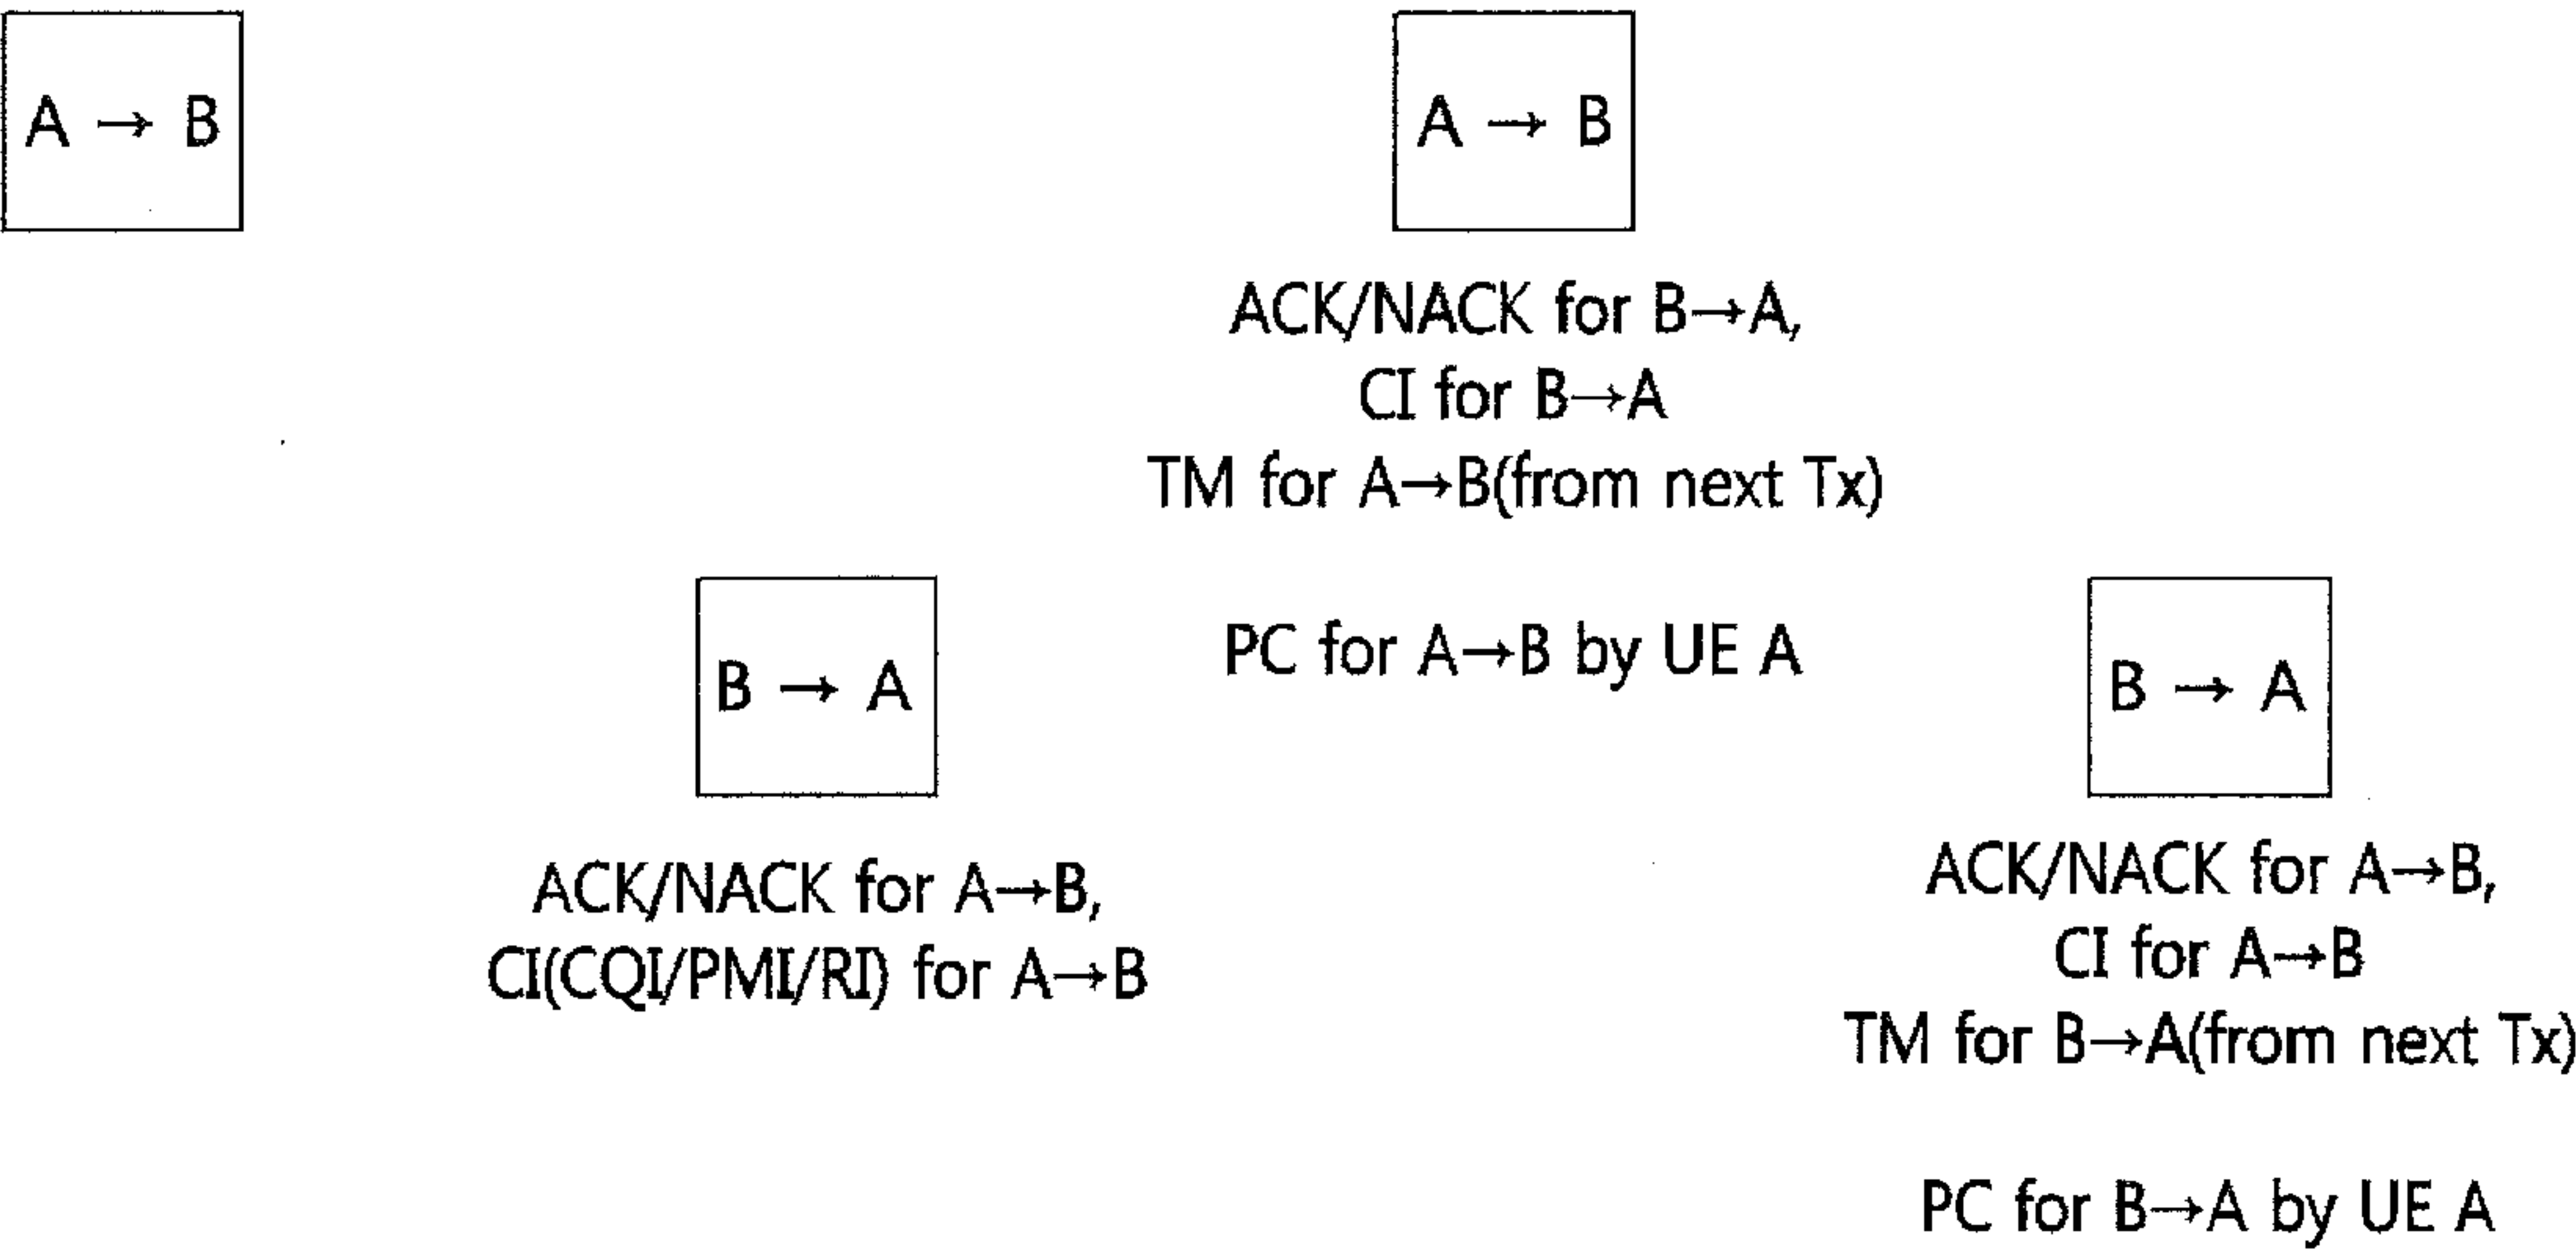 A → B
A → B
ACK/NACK for B→A,
CI for B→A
TM for A→B(from next Tx)
PC for A→B by UE A
B → A
ACK/NACK for A→B,
CI(CQI/PMI/RI) for A→B
B → A
ACK/NACK for A→B,
CI for A→B
TM for B→A(from next Tx)
PC for B→A by UE A